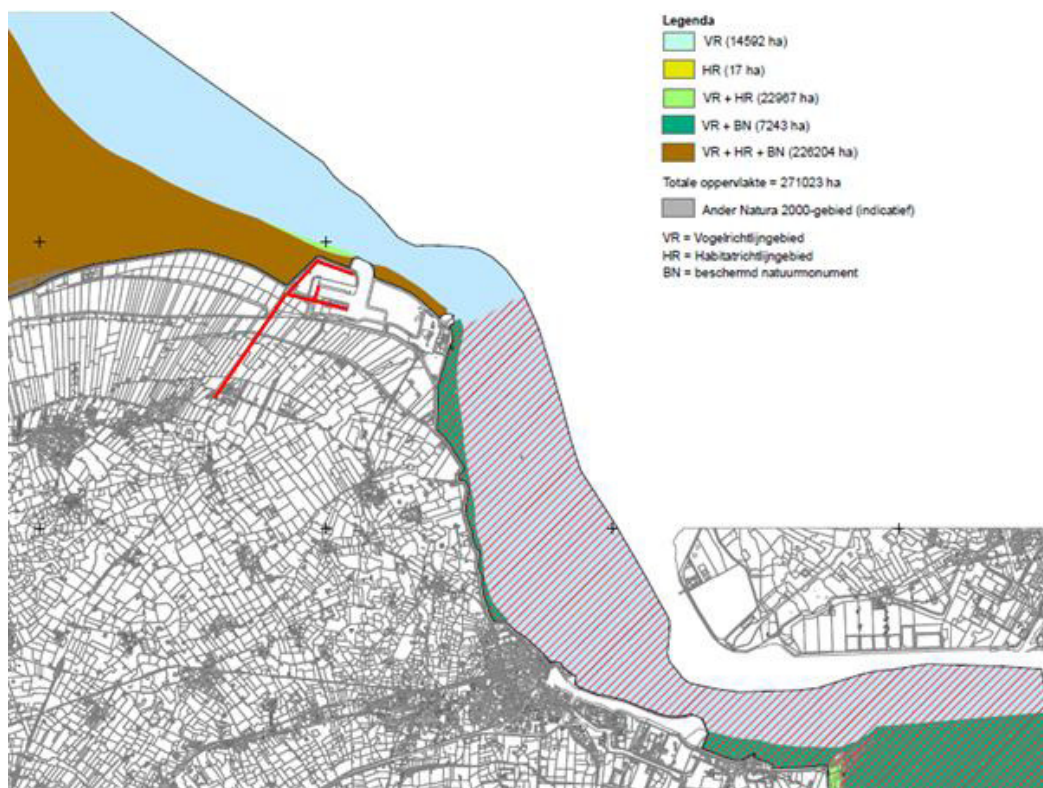 Legenda
VR (14592 ha)
HR (17 ha)
VR + HR (22967 ha)
VR + BN (7243 ha)
VR + HR + BN (226204 ha)
Totale oppervlakte = 271023 ha
Ander Natura 2000-gebied (indicatief)
VR = Vogelrichtlijngebied
HR = Habitatrichtlijngebied
BN = beschermd natuurmonument